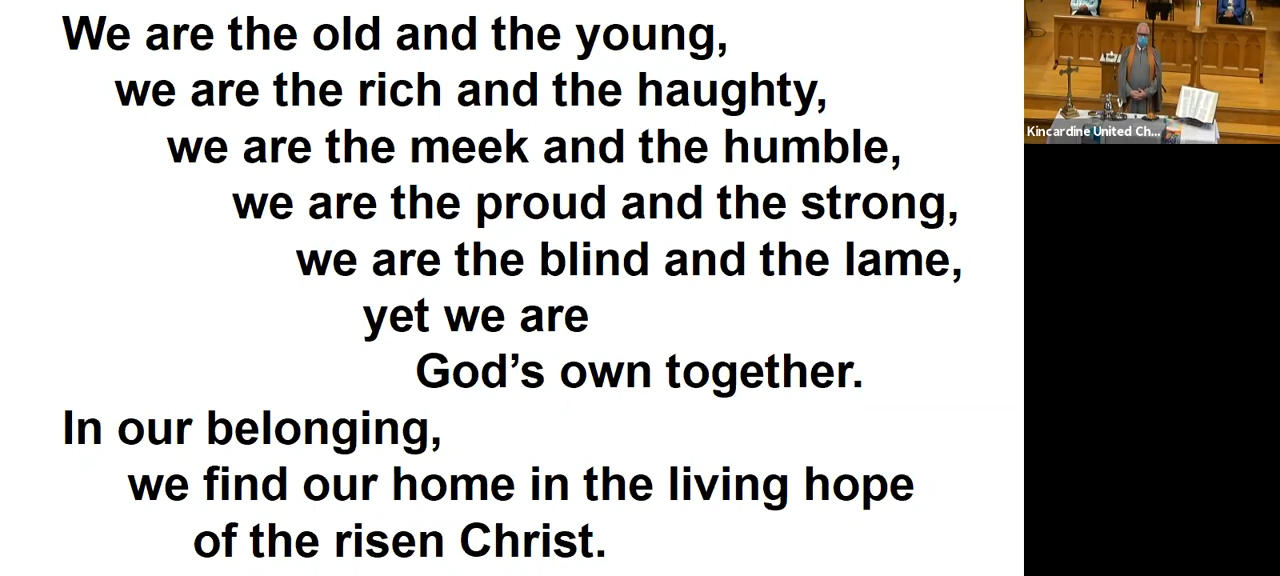 We are the old and the young,
we are the rich and the haughty,
we are the meek and the humble,
we are the proud and the strong,
we are the blind and the lame,
yet we are
God’s own together.
In our belonging,
we find our home in the living hope
of the risen Christ.
Kincardine United Ch...